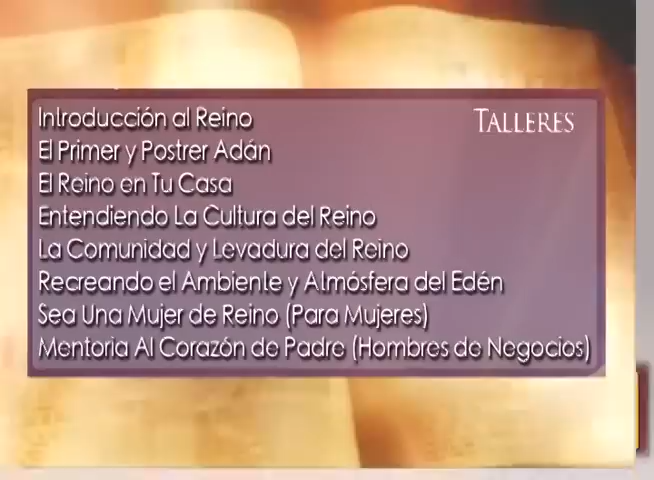 Talleres
Introducción al Reino
El Primer y Postrer Adán
El Reino en Tu Casa
Entendiendo La Cultura del Reino
La Comunidad y Levadura del Reino
Recreando el Ambiente y Atmósfera del Edén
Sea Una Mujer de Reino (Para Mujeres)
Mentoria Al Corazón de Padre (Hombres de Negocios)